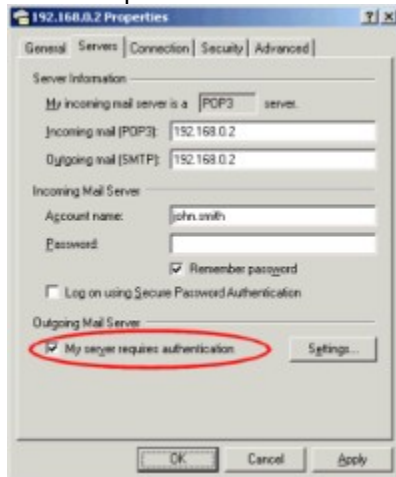 192.168.0.2 Properties
General Servers Connection Security Advanced
Server Information
My incoming mail server is a POP3 server.
Incoming mail (POP3): 192.168.0.2
Outgoing mail (SMTP): 192.168.0.2
Incoming Mail Server
Account name: john.smith
Password:
Remember password
Log on using Secure Password Authentication
Outgoing Mail Server
My server requires authentication Settings...
OK Cancel Apply